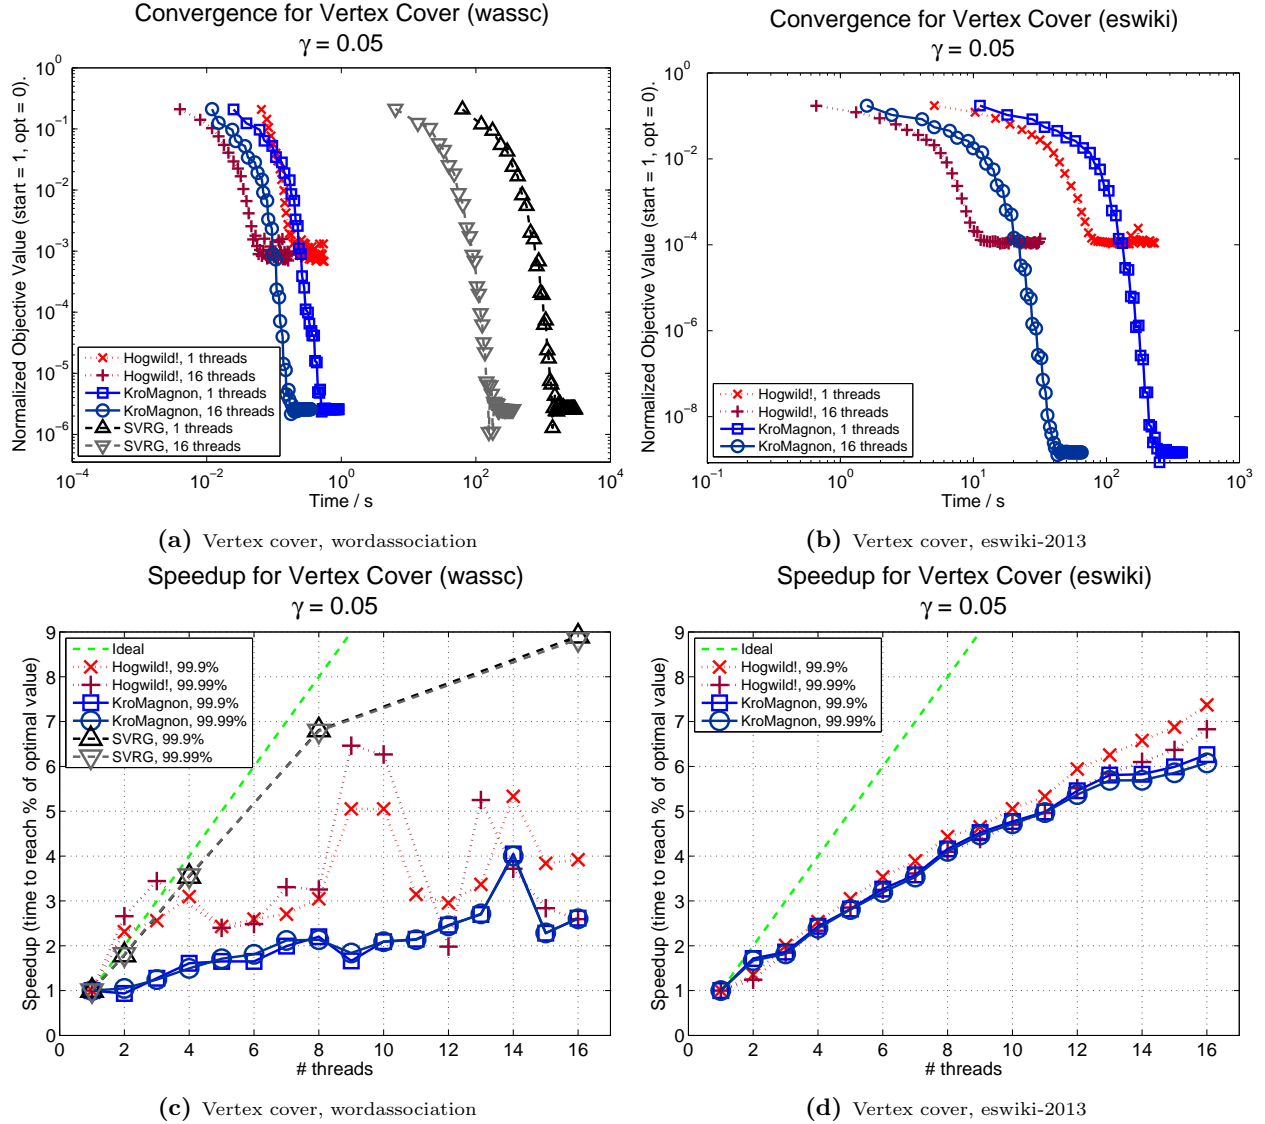 Convergence for Vertex Cover (wassc)
γ = 0.05
Normalized Objective Value (start = 1, opt = 0).
10^0
10^-1
10^-2
10^-3
10^-4
10^-5
10^-6
Hogwild!, 1 threads
Hogwild!, 16 threads
KroMagnon, 1 threads
KroMagnon, 16 threads
SVRG, 1 threads
SVRG, 16 threads
10^-4
10^-2
10^0
10^2
10^4
Time / s
(a) Vertex cover, wordassociation
Convergence for Vertex Cover (eswiki)
γ = 0.05
Normalized Objective Value (start = 1, opt = 0).
10^0
10^-2
10^-4
10^-6
10^-8
Hogwild!, 1 threads
Hogwild!, 16 threads
KroMagnon, 1 threads
KroMagnon, 16 threads
10^-1
10^0
10^1
10^2
10^3
Time / s
(b) Vertex cover, eswiki-2013
Speedup for Vertex Cover (wassc)
γ = 0.05
Speedup (time to reach % of optimal value)
9
8
7
6
5
4
3
2
1
0
Ideal
Hogwild!, 99.9%
Hogwild!, 99.99%
KroMagnon, 99.9%
KroMagnon, 99.99%
SVRG, 99.9%
SVRG, 99.99%
0 2 4 6 8 10 12 14 16
# threads
(c) Vertex cover, wordassociation
Speedup for Vertex Cover (eswiki)
γ = 0.05
Speedup (time to reach % of optimal value)
9
8
7
6
5
4
3
2
1
0
Ideal
Hogwild!, 99.9%
Hogwild!, 99.99%
KroMagnon, 99.9%
KroMagnon, 99.99%
0 2 4 6 8 10 12 14 16
# threads
(d) Vertex cover, eswiki-2013